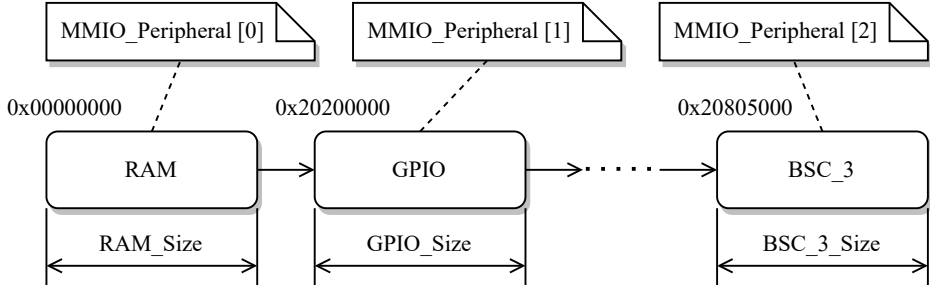 MMIO_Peripheral [0]
MMIO_Peripheral [1]
MMIO_Peripheral [2]
0x00000000
0x20200000
0x20805000
RAM
GPIO
BSC_3
RAM_Size
GPIO_Size
BSC_3_Size